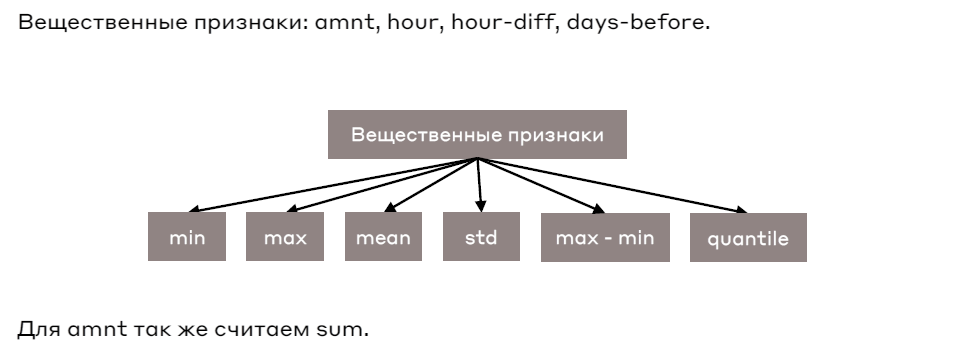 Вещественные признаки: amnt, hour, hour-diff, days-before.
Вещественные признаки
min
max
mean
std
max - min
quantile
Для amnt так же считаем sum.